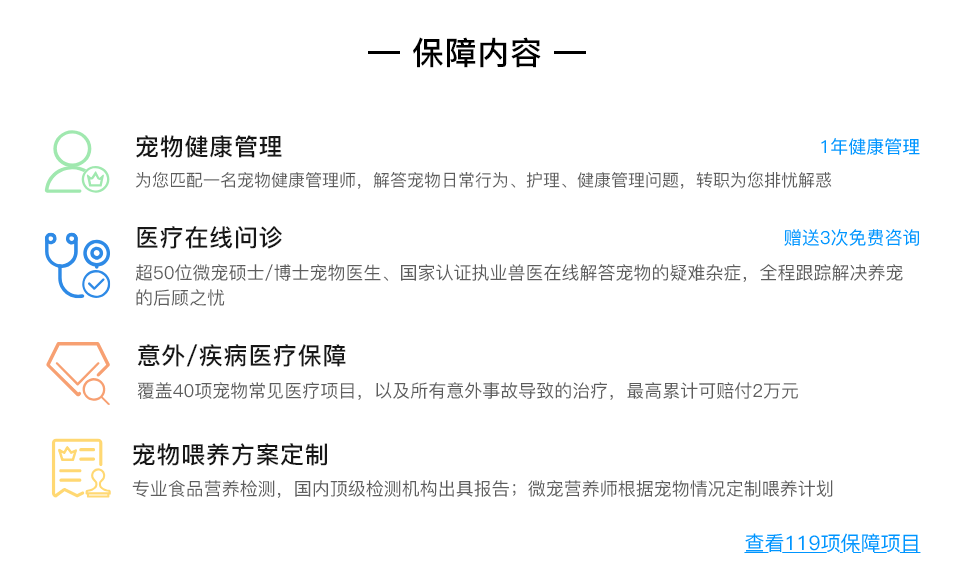 — 保障内容 —
宠物健康管理
1年健康管理
为您匹配一名宠物健康管理师，解答宠物日常行为、护理、健康管理问题，转职为您排忧解惑
医疗在线问诊
赠送3次免费咨询
超50位微宠硕士/博士宠物医生、国家认证执业兽医在线解答宠物的疑难杂症，全程跟踪解决养宠
的后顾之忧
意外/疾病医疗保障
覆盖40项宠物常见医疗项目，以及所有意外事故导致的治疗，最高累计可赔付2万元
宠物喂养方案定制
专业食品营养检测，国内顶级检测机构出具报告；微宠营养师根据宠物情况定制喂养计划
查看119项保障项目